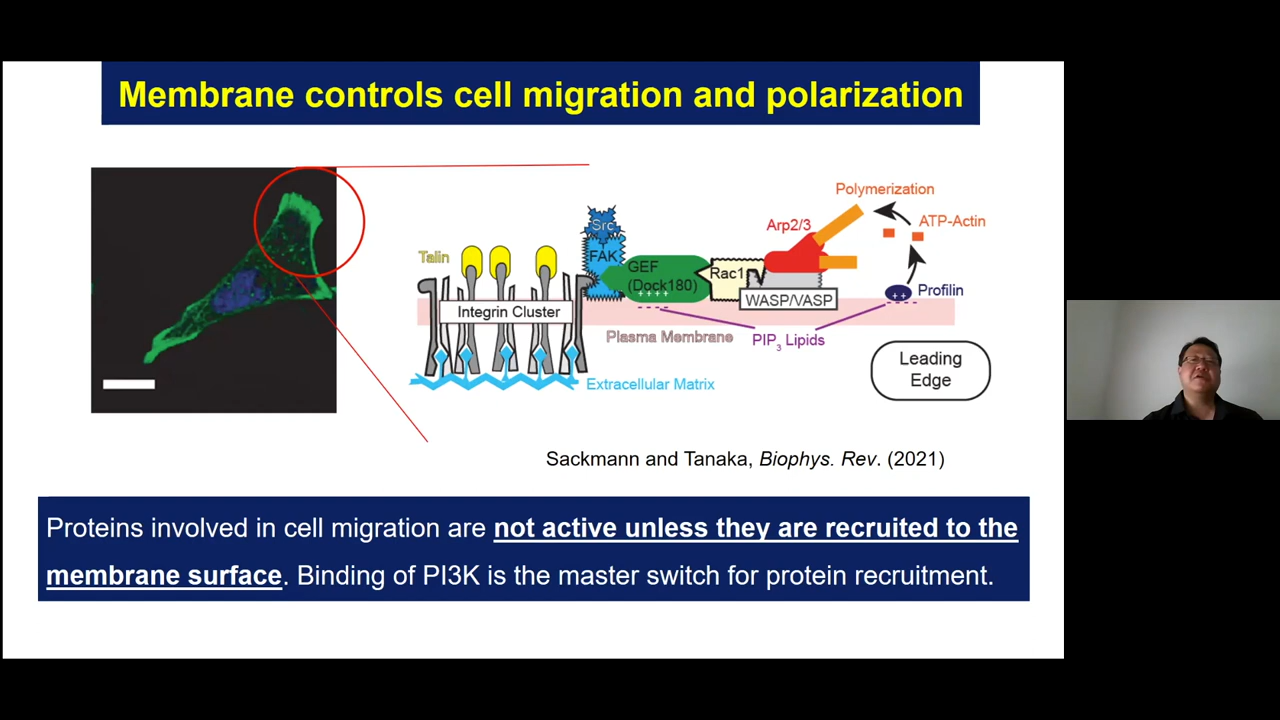 Membrane controls cell migration and polarization
Polymerization
ATP-Actin
Arp2/3
Src
Talin
FAK
GEF
(Dock180)
++++
Rac1
WASP/VASP
Profilin
++
Integrin Cluster
Plasma Membrane
PIP3 Lipids
Extracellular Matrix
Leading
Edge
Sackmann and Tanaka, Biophys. Rev. (2021)
Proteins involved in cell migration are not active unless they are recruited to the
membrane surface. Binding of PI3K is the master switch for protein recruitment.